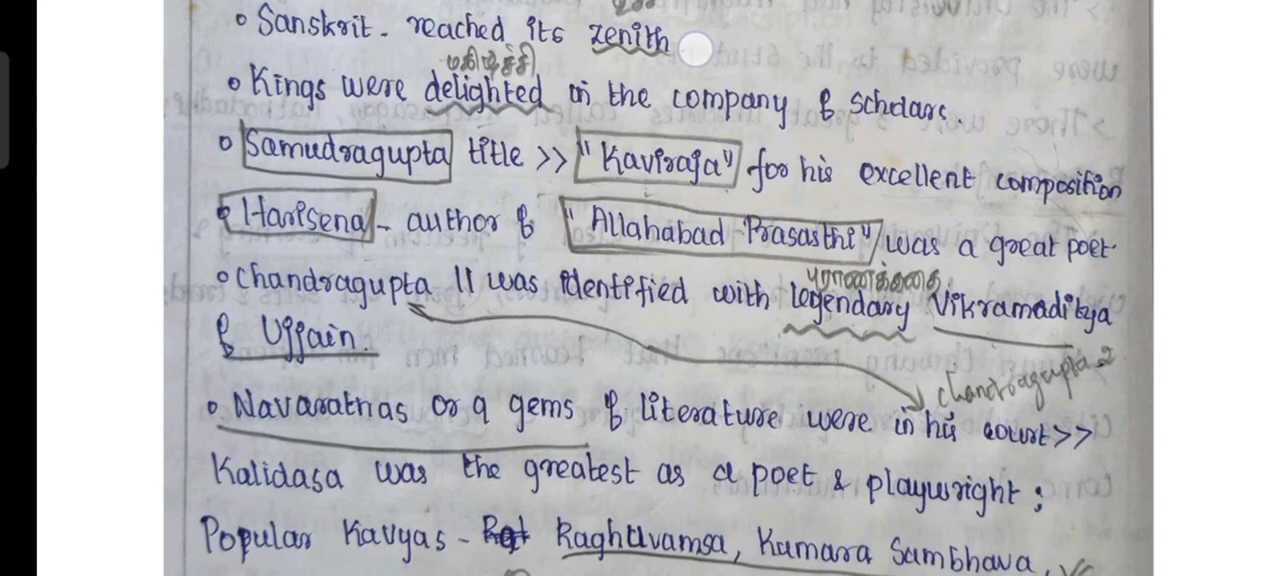 • Sanskrit - reached its zenith
மகிழ்ச்சி
• Kings were delighted in the company of scholars.
• Samudragupta title >> "Kaviraja" for his excellent composition
• Harisena - author of "Allahabad Prasasthi" was a great poet.
புராணக்கதை
• Chandragupta II was identified with legendary Vikramaditya
of Ujjain.
Chandragupta 2
• Navaratnas or 9 gems of literature were in his court >>
Kalidasa was the greatest as a poet & playwright;
Popular Kavyas - Raghuvamsa, Kumara Sambhava,